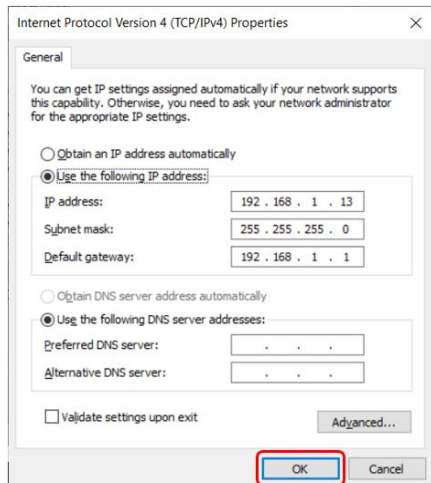 Internet Protocol Version 4 (TCP/IPv4) Properties
General
You can get IP settings assigned automatically if your network supports
this capability. Otherwise, you need to ask your network administrator
for the appropriate IP settings.
Obtain an IP address automatically
Use the following IP address:
IP address: 192 . 168 . 1 . 13
Subnet mask: 255 . 255 . 255 . 0
Default gateway: 192 . 168 . 1 . 1
Obtain DNS server address automatically
Use the following DNS server addresses:
Preferred DNS server: . . .
Alternative DNS server: . . .
Validate settings upon exit
Advanced...
OK Cancel